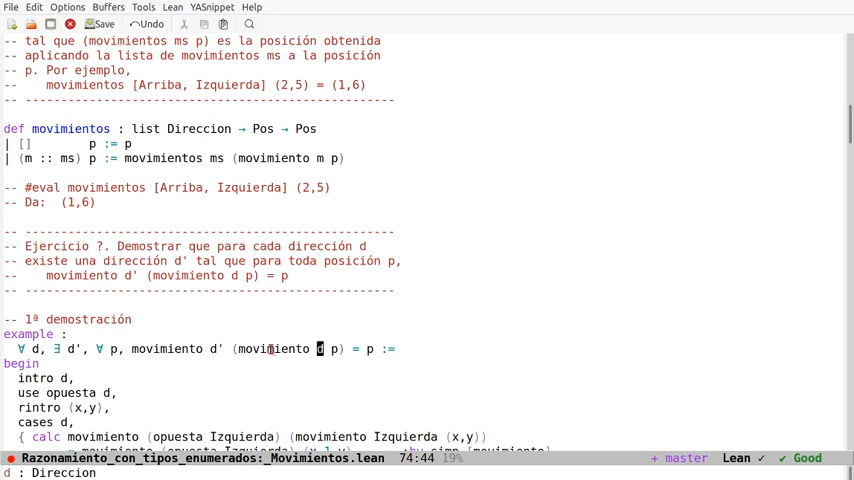 File Edit Options Buffers Tools Lean YASnippet Help
Save Undo
-- tal que (movimientos ms p) es la posición obtenida
-- aplicando la lista de movimientos ms a la posición
-- p. Por ejemplo,
--    movimientos [Arriba, Izquierda] (2,5) = (1,6)
-- ---------------------------------------------------
def movimientos : list Direccion → Pos → Pos
| []        p := p
| (m :: ms) p := movimientos ms (movimiento m p)
-- #eval movimientos [Arriba, Izquierda] (2,5)
-- Da:  (1,6)
-- ---------------------------------------------------
-- Ejercicio ?. Demostrar que para cada dirección d
-- existe una dirección d' tal que para toda posición p,
--    movimiento d' (movimiento d p) = p
-- ---------------------------------------------------
-- 1ª demostración
example :
  ∀ d, ∃ d', ∀ p, movimiento d' (movimiento d p) = p :=
begin
  intro d,
  use opuesta d,
  rintro (x,y),
  cases d,
  { calc movimiento (opuesta Izquierda) (movimiento Izquierda (x,y))
Razonamiento_con_tipos_enumerados:_Movimientos.lean 74:44 19% + master Lean ✓ ✔ Good
d : Direccion